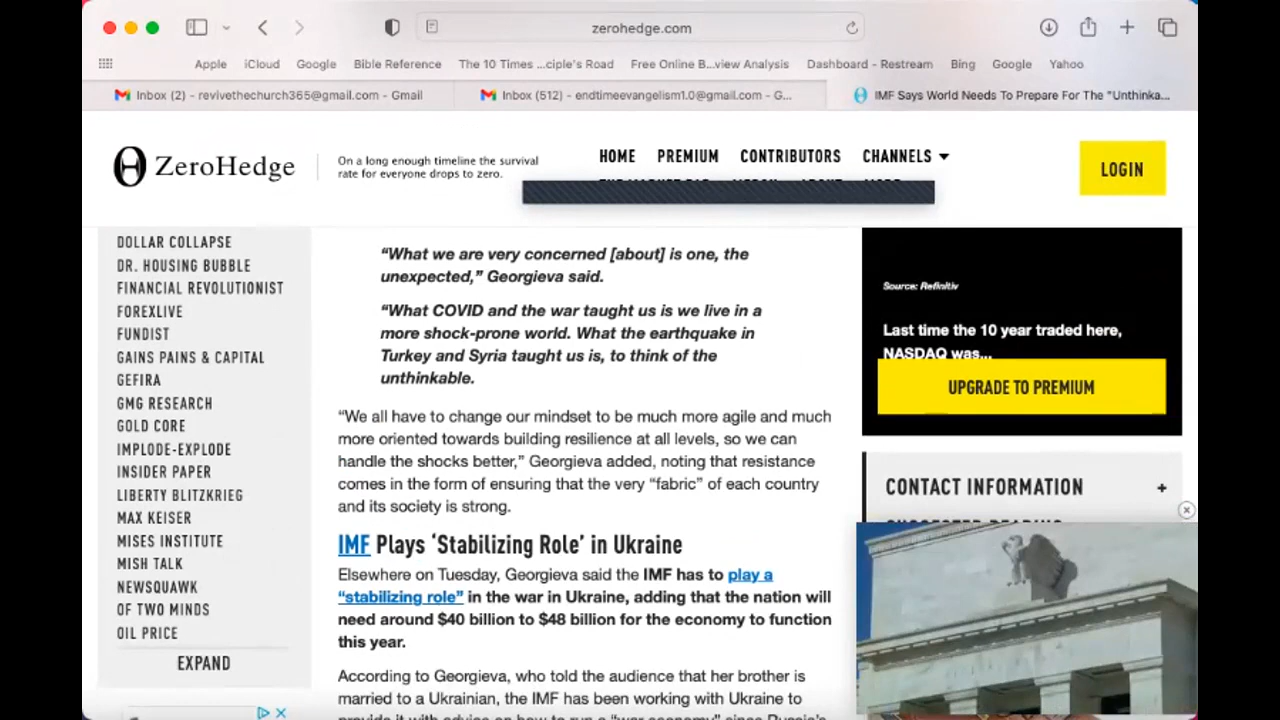 zerohedge.com
Apple iCloud Google Bible Reference The 10 Times ...ciple's Road Free Online B...view Analysis Dashboard - Restream Bing Google Yahoo
Inbox (2) - revivethechurch365@gmail.com - Gmail
Inbox (512) - endtimeevangelism1.0@gmail.com - G...
IMF Says World Needs To Prepare For The "Unthinka...
ZeroHedge
On a long enough timeline the survival
rate for everyone drops to zero.
HOME PREMIUM CONTRIBUTORS CHANNELS
LOGIN
DOLLAR COLLAPSE
DR. HOUSING BUBBLE
FINANCIAL REVOLUTIONIST
FOREXLIVE
FUNDIST
GAINS PAINS & CAPITAL
GEFIRA
GMG RESEARCH
GOLD CORE
IMPLODE-EXPLODE
INSIDER PAPER
LIBERTY BLITZKRIEG
MAX KEISER
MISES INSTITUTE
MISH TALK
NEWSQUAWK
OF TWO MINDS
OIL PRICE
EXPAND
“What we are very concerned [about] is one, the
unexpected,” Georgieva said.
“What COVID and the war taught us is we live in a
more shock-prone world. What the earthquake in
Turkey and Syria taught us is, to think of the
unthinkable.
“We all have to change our mindset to be much more agile and much
more oriented towards building resilience at all levels, so we can
handle the shocks better,” Georgieva added, noting that resistance
comes in the form of ensuring that the very “fabric” of each country
and its society is strong.
IMF Plays ‘Stabilizing Role’ in Ukraine
Elsewhere on Tuesday, Georgieva said the IMF has to play a
“stabilizing role” in the war in Ukraine, adding that the nation will
need around $40 billion to $48 billion for the economy to function
this year.
According to Georgieva, who told the audience that her brother is
married to a Ukrainian, the IMF has been working with Ukraine to
provide it with advice on how to run a “war economy” since Russia’s
Source: Refinitiv
Last time the 10 year traded here,
NASDAQ was...
UPGRADE TO PREMIUM
CONTACT INFORMATION +